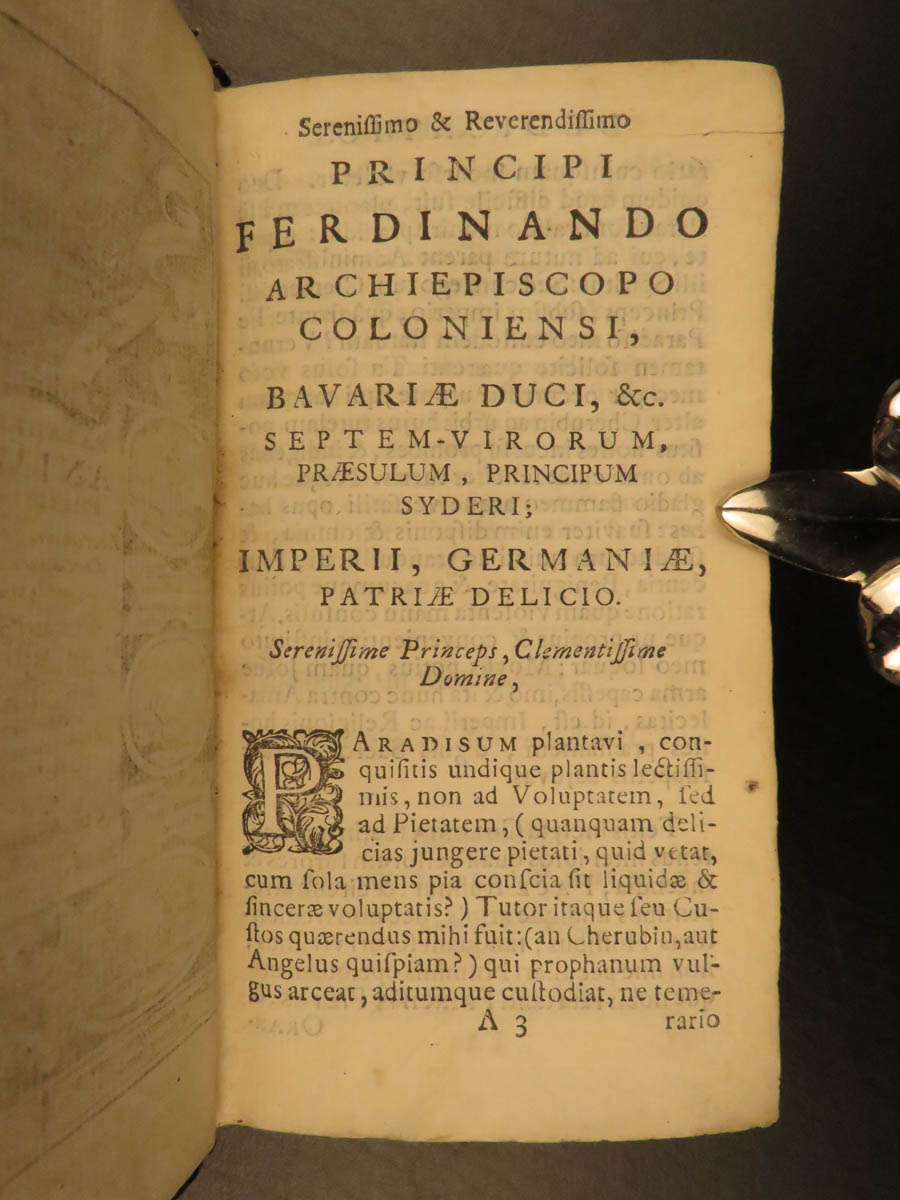 Sereniſſimo & Reverendiſſimo
PRINCIPI
FERDINANDO
ARCHIEPISCOPO
COLONIENSI,
BAVARIÆ DUCI, &c.
SEPTEM-VIRORUM,
PRÆSULUM, PRINCIPUM
SYDERI;
IMPERII, GERMANIÆ,
PATRIÆ DELICIO.
Sereniſſime Princeps, Clementiſſime
Domine,
PARADISUM plantavi, con-
quiſitis undique plantis lectiſſi-
mis, non ad Voluptatem, ſed
ad Pietatem, (quanquam deli-
cias jungere pietati, quid vetat,
cum ſola mens pia conſcia ſit liquidæ &
ſinceræ voluptatis?) Tutor itaque ſeu Cu-
ſtos quærendus mihi fuit: (an Cherubin, aut
Angelus quiſpiam?) qui prophanum vul-
gus arceat, aditumque cuſtodiat, ne teme-
A 3 rario